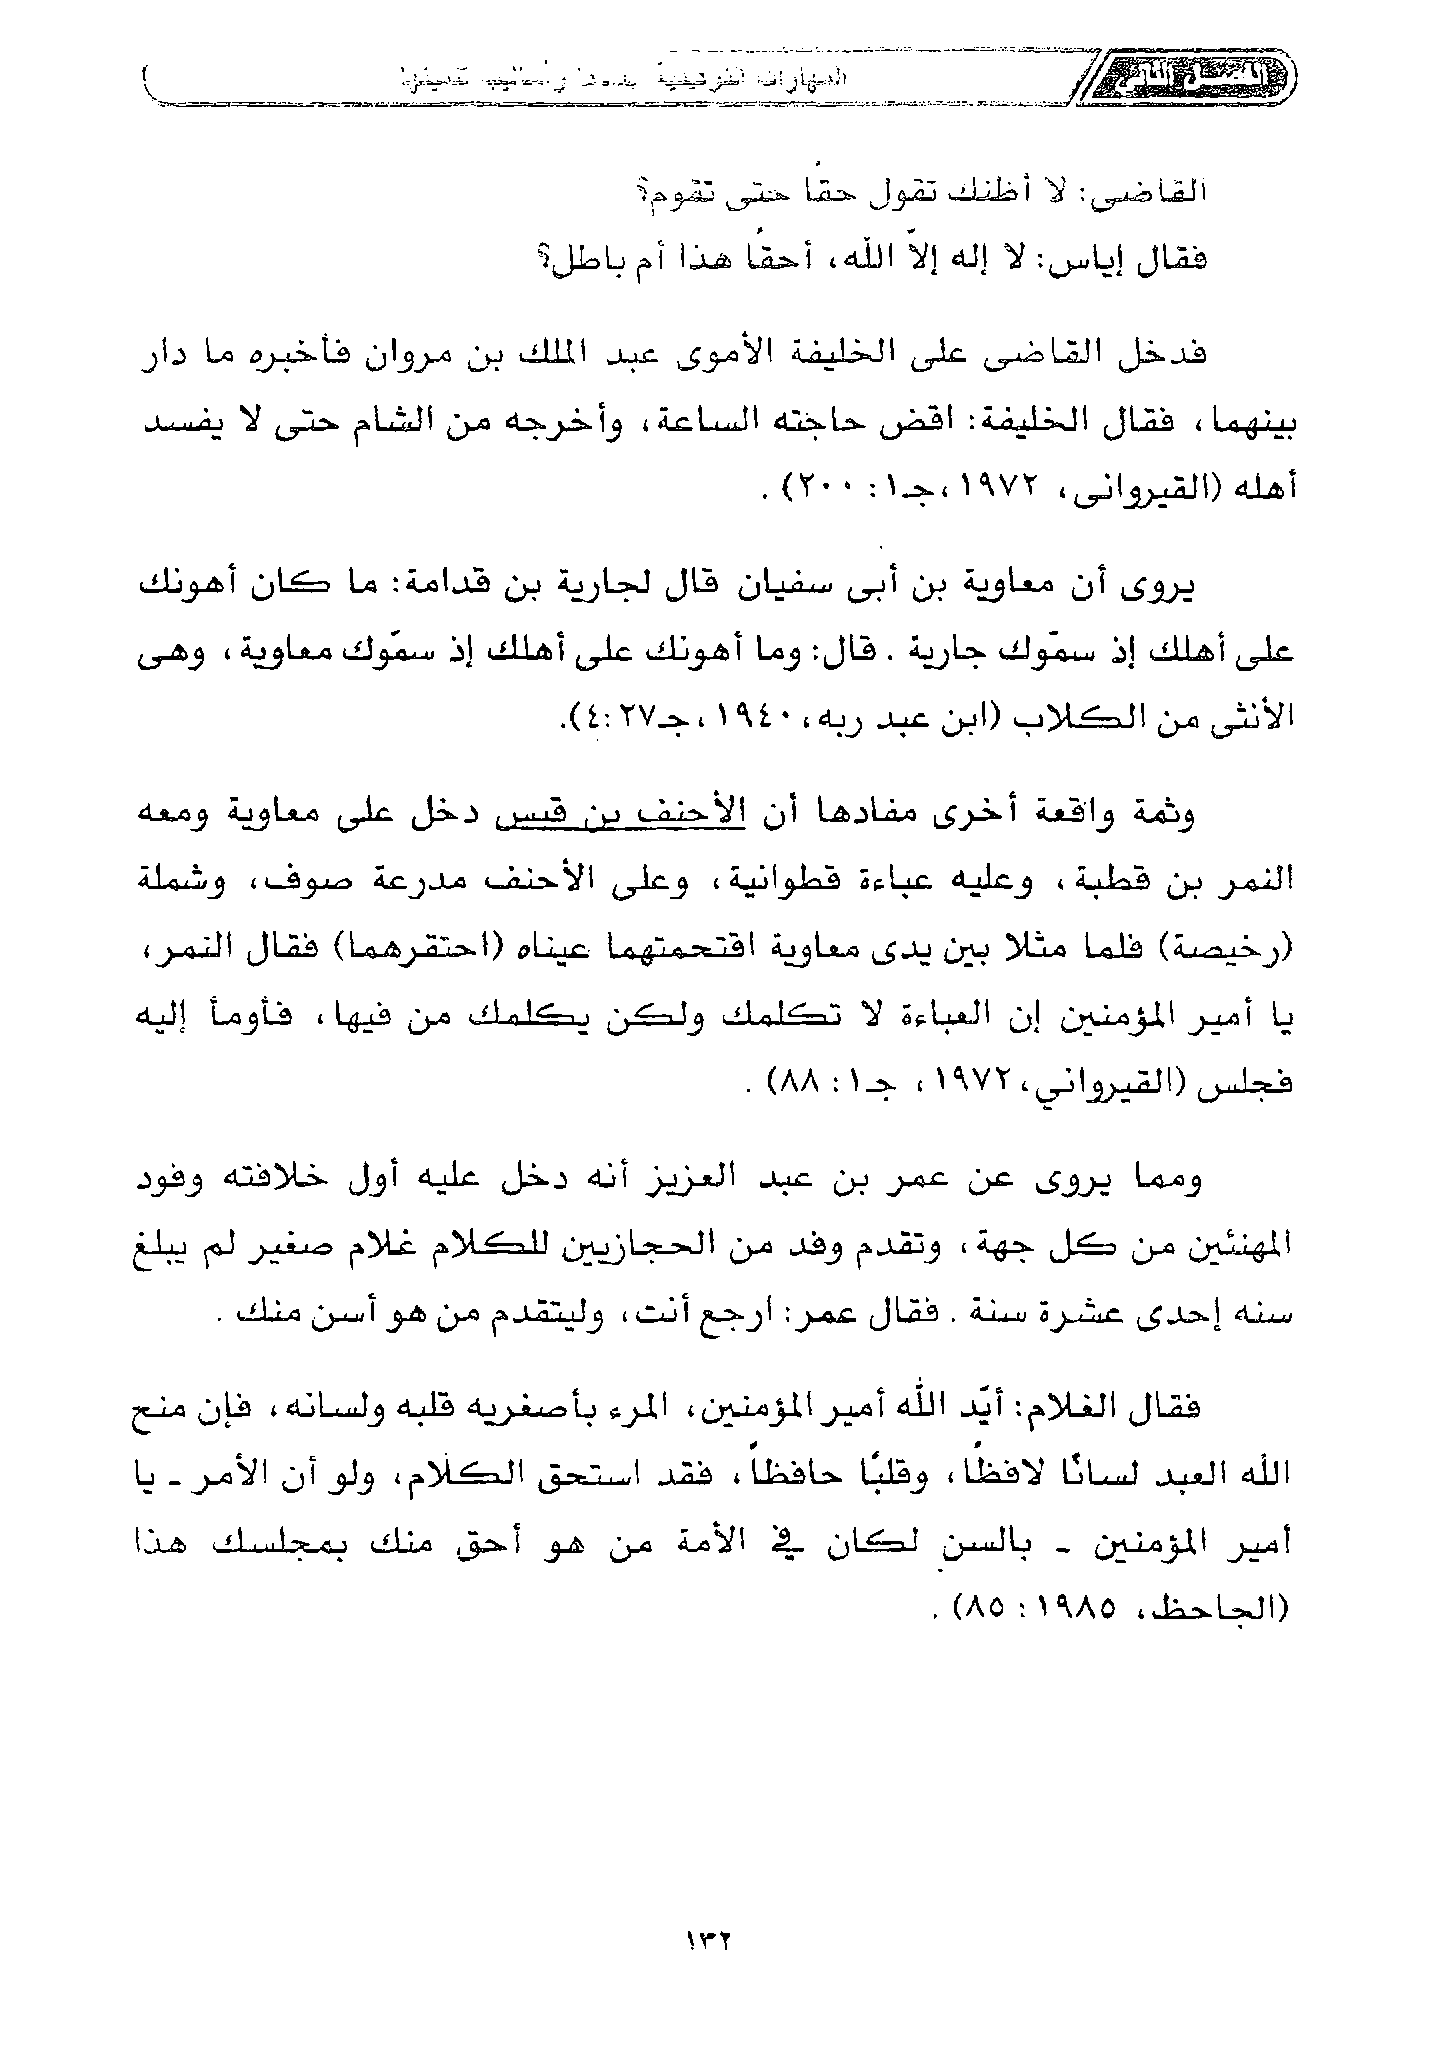 الفصل الثاني
المهارات
القاضى: لا أظنك تقول حقًا حتى تقوم؟
فقال إياس: لا إله إلاّ الله، أحقًا هذا أم باطل؟
فدخل القاضى على الخليفة الأموى عبد الملك بن مروان فأخبره ما دار
بينهما، فقال الخليفة: اقض حاجته الساعة، وأخرجه من الشام حتى لا يفسد
أهله (القيروانى، ١٩٧٢، جـ١: ٢٠٠) .
يروى أن معاوية بن أبى سفيان قال لجارية بن قدامة: ما كان أهونك
على أهلك إذ سمّوك جارية . قال: وما أهونك على أهلك إذ سمّوك معاوية، وهى
الأنثى من الكلاب (ابن عبد ربه، ١٩٤٠، جـ٢٧ :٤).
وثمة واقعة أخرى مفادها أن الأحنف بن قيس دخل على معاوية ومعه
النمر بن قطبة، وعليه عباءة قطوانية، وعلى الأحنف مدرعة صوف، وشملة
(رخيصة) فلما مثلا بين يدى معاوية اقتحمتهما عيناه (احتقرهما) فقال النمر،
يا أمير المؤمنين إن العباءة لا تكلمك ولكن يكلمك من فيها، فأومأ إليه
فجلس (القيرواني، ١٩٧٢، جـ١: ٨٨) .
ومما يروى عن عمر بن عبد العزيز أنه دخل عليه أول خلافته وفود
المهنئين من كل جهة، وتقدم وفد من الحجازيين للكلام غلام صغير لم يبلغ
سنه إحدى عشرة سنة . فقال عمر: ارجع أنت، وليتقدم من هو أسن منك .
فقال الغلام: أيّد الله أمير المؤمنين، المرء بأصغريه قلبه ولسانه، فإن منح
الله العبد لسانًا لافظًا، وقلبًا حافظاً، فقد استحق الكلام، ولو أن الأمر ـ يا
أمير المؤمنين ـ بالسن لكان في الأمة من هو أحق منك بمجلسك هذا
(الجاحظ، ١٩٨٥: ٨٥) .
١٣٢